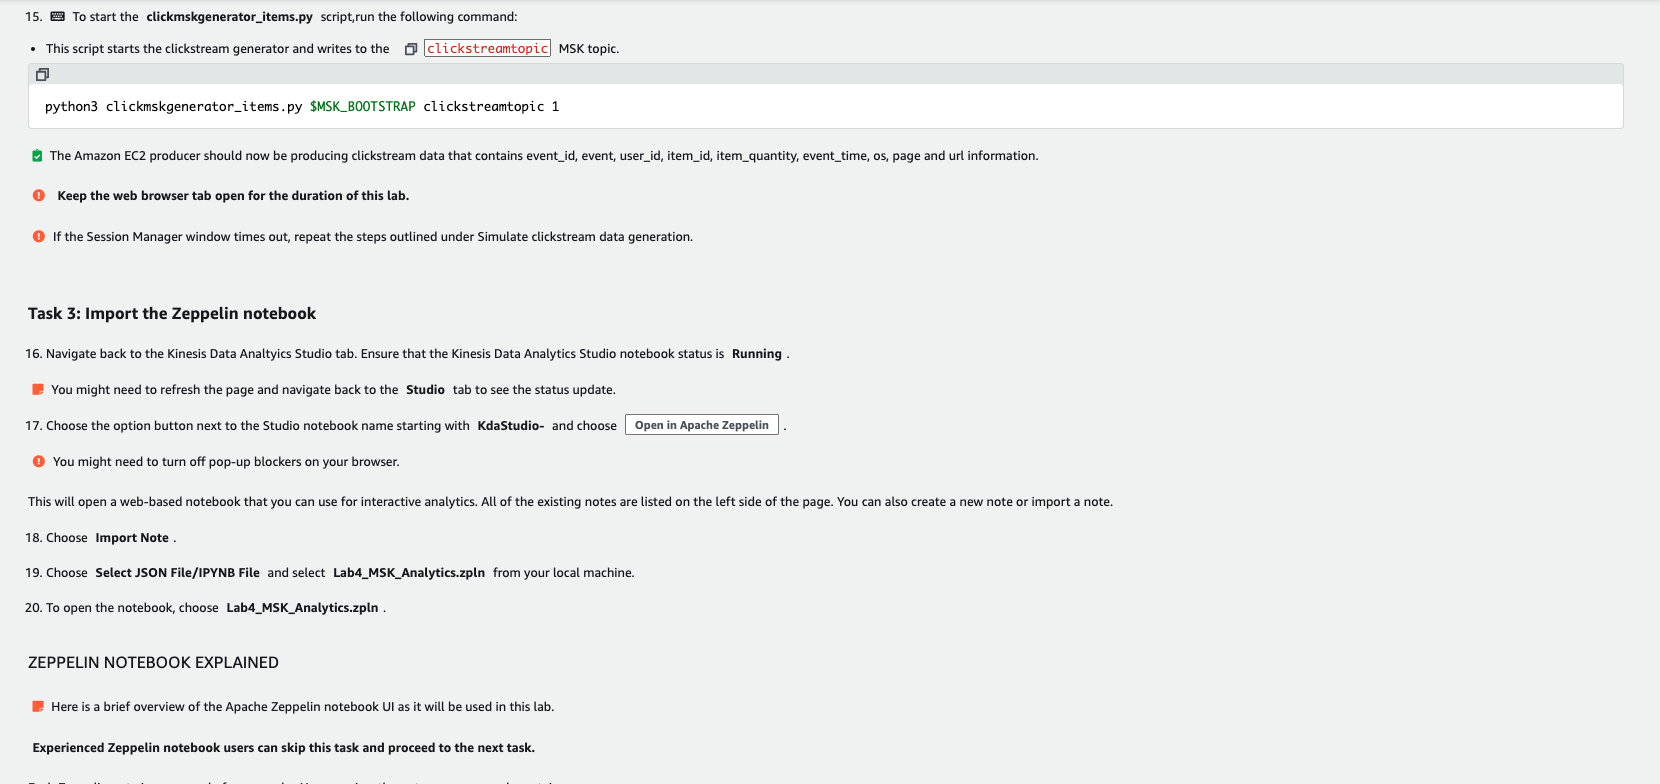 15. To start the clickmskgenerator_items.py script,run the following command:
• This script starts the clickstream generator and writes to the clickstreamtopic MSK topic.
python3 clickmskgenerator_items.py $MSK_BOOTSTRAP clickstreamtopic 1
The Amazon EC2 producer should now be producing clickstream data that contains event_id, event, user_id, item_id, item_quantity, event_time, os, page and url information.
Keep the web browser tab open for the duration of this lab.
If the Session Manager window times out, repeat the steps outlined under Simulate clickstream data generation.
Task 3: Import the Zeppelin notebook
16. Navigate back to the Kinesis Data Analtyics Studio tab. Ensure that the Kinesis Data Analytics Studio notebook status is Running .
You might need to refresh the page and navigate back to the Studio tab to see the status update.
17. Choose the option button next to the Studio notebook name starting with KdaStudio- and choose Open in Apache Zeppelin .
You might need to turn off pop-up blockers on your browser.
This will open a web-based notebook that you can use for interactive analytics. All of the existing notes are listed on the left side of the page. You can also create a new note or import a note.
18. Choose Import Note .
19. Choose Select JSON File/IPYNB File and select Lab4_MSK_Analytics.zpln from your local machine.
20. To open the notebook, choose Lab4_MSK_Analytics.zpln .
ZEPPELIN NOTEBOOK EXPLAINED
Here is a brief overview of the Apache Zeppelin notebook UI as it will be used in this lab.
Experienced Zeppelin notebook users can skip this task and proceed to the next task.